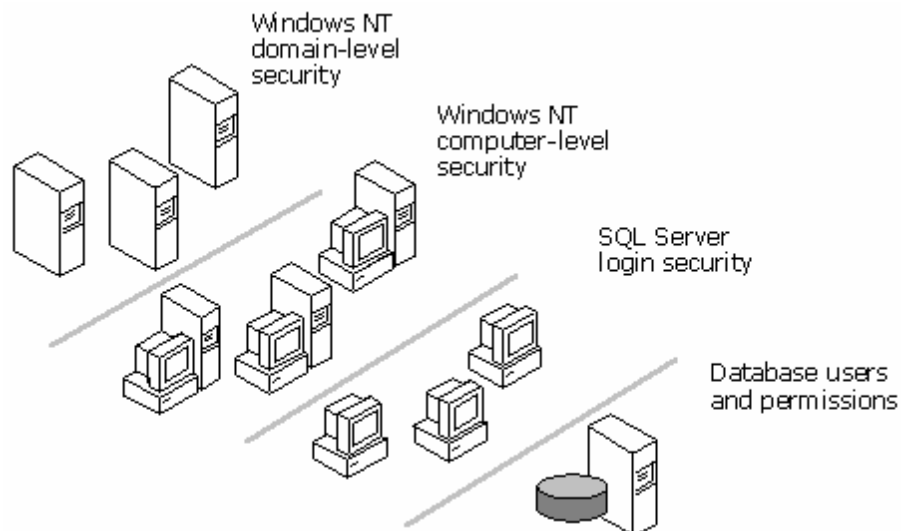 Windows NT
domain-level
security
Windows NT
computer-level
security
SQL Server
login security
Database users
and permissions